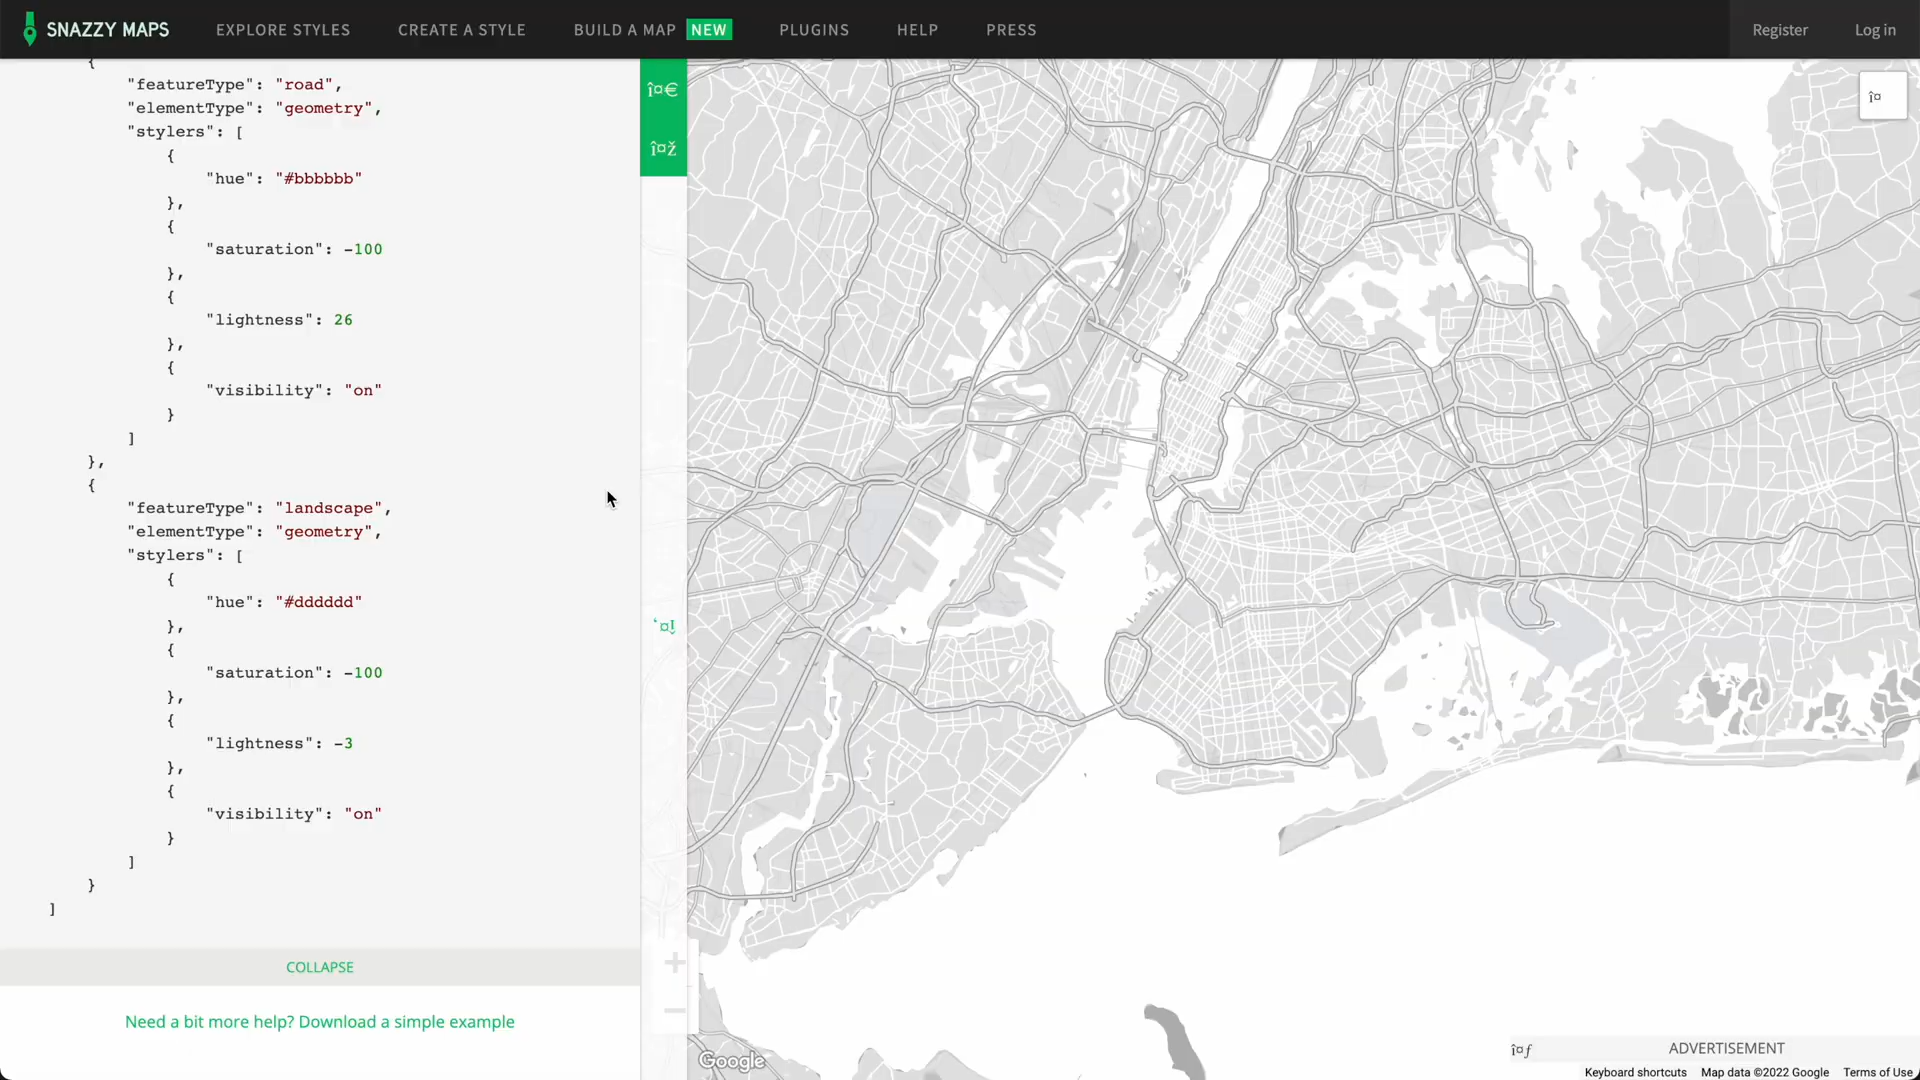 SNAZZY MAPS
EXPLORE STYLES
CREATE A STYLE
BUILD A MAP NEW
PLUGINS
HELP
PRESS
Register
Log in
{
"featureType": "road",
"elementType": "geometry",
"stylers": [
{
"hue": "#bbbbbb"
},
{
"saturation": -100
},
{
"lightness": 26
},
{
"visibility": "on"
}
]
},
{
"featureType": "landscape",
"elementType": "geometry",
"stylers": [
{
"hue": "#dddddd"
},
{
"saturation": -100
},
{
"lightness": -3
},
{
"visibility": "on"
}
]
}
]
COLLAPSE
Need a bit more help? Download a simple example
î¤€
î¤ž
î¤
+
−
Google
î¤ƒ
ADVERTISEMENT
Keyboard shortcuts
Map data ©2022 Google
Terms of Use